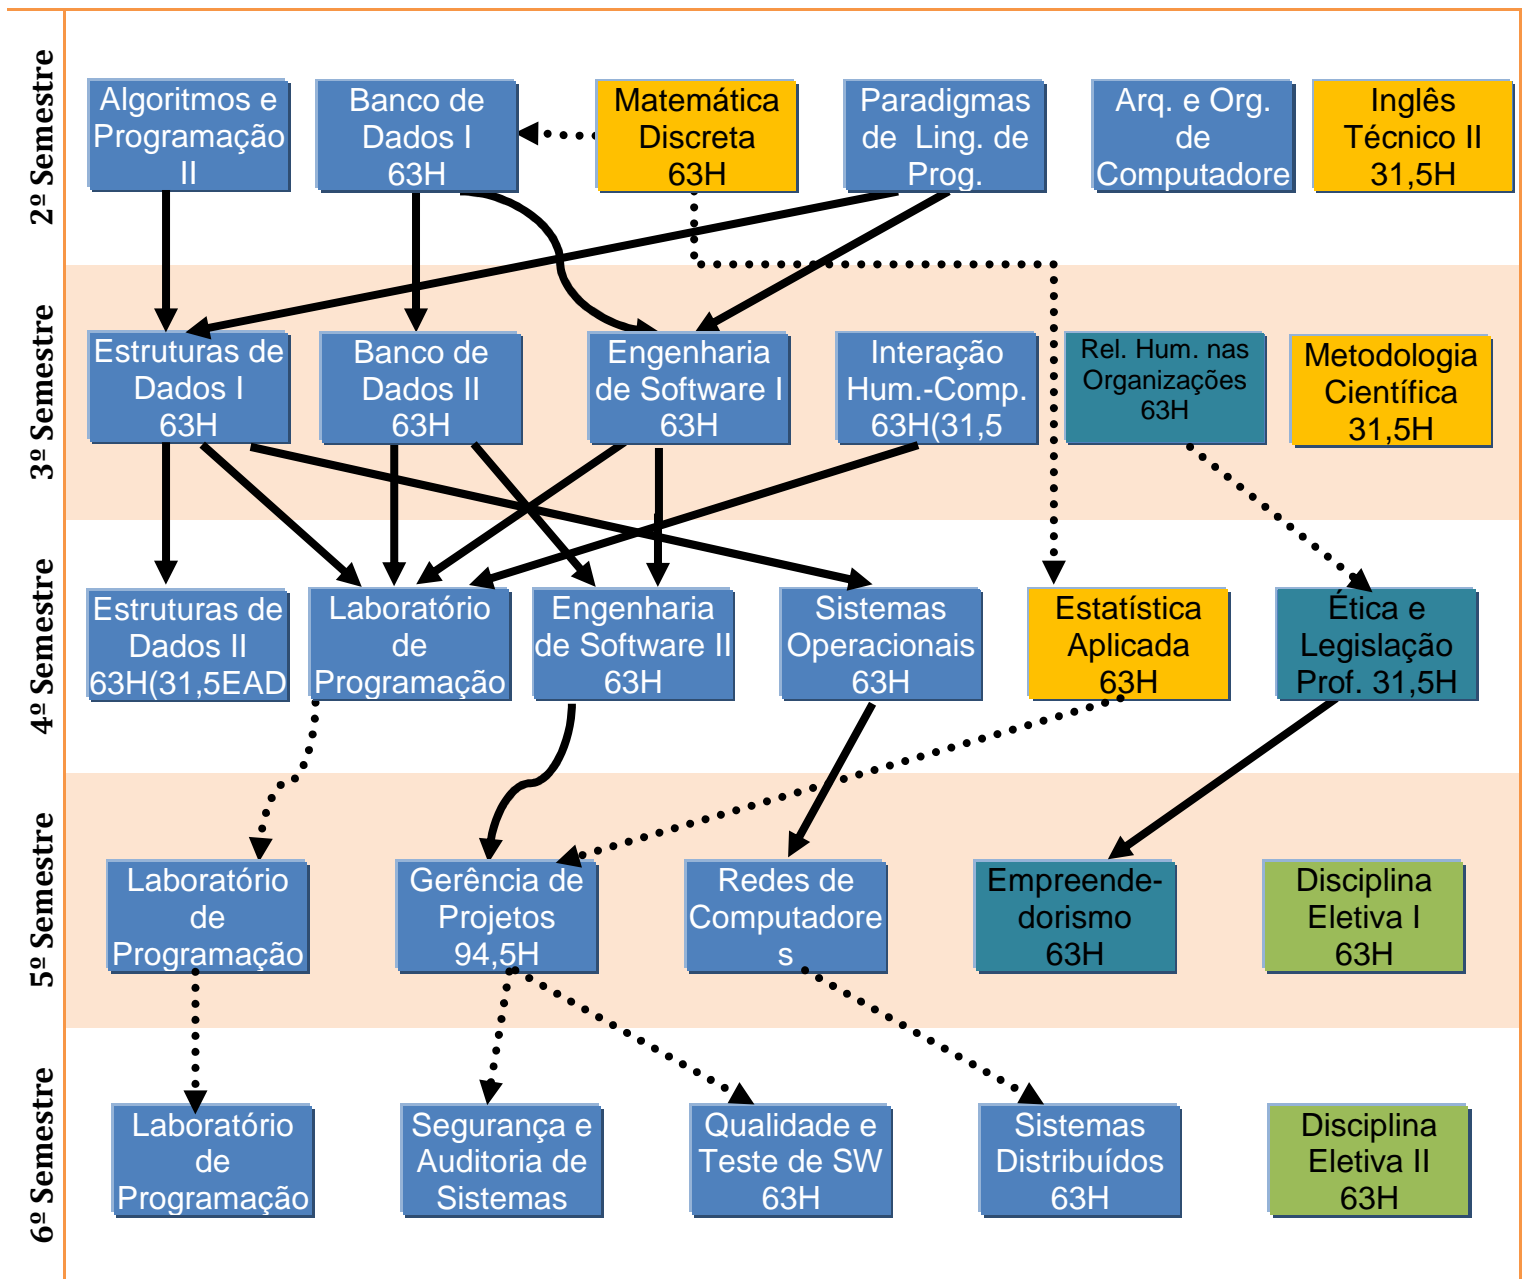 2º Semestre
Algoritmos e
Programação
II
Banco de
Dados I
63H
Matemática
Discreta
63H
Paradigmas
de Ling. de
Prog.
Arq. e Org.
de
Computadore
Inglês
Técnico II
31,5H
3º Semestre
Estruturas de
Dados I
63H
Banco de
Dados II
63H
Engenharia
de Software I
63H
Interação
Hum.-Comp.
63H(31,5
Rel. Hum. nas
Organizações
63H
Metodologia
Científica
31,5H
4º Semestre
Estruturas de
Dados II
63H(31,5EAD
Laboratório
de
Programação
Engenharia
de Software II
63H
Sistemas
Operacionais
63H
Estatística
Aplicada
63H
Ética e
Legislação
Prof. 31,5H
5º Semestre
Laboratório
de
Programação
Gerência de
Projetos
94,5H
Redes de
Computadore
s
Empreende-
dorismo
63H
Disciplina
Eletiva I
63H
6º Semestre
Laboratório
de
Programação
Segurança e
Auditoria de
Sistemas
Qualidade e
Teste de SW
63H
Sistemas
Distribuídos
63H
Disciplina
Eletiva II
63H